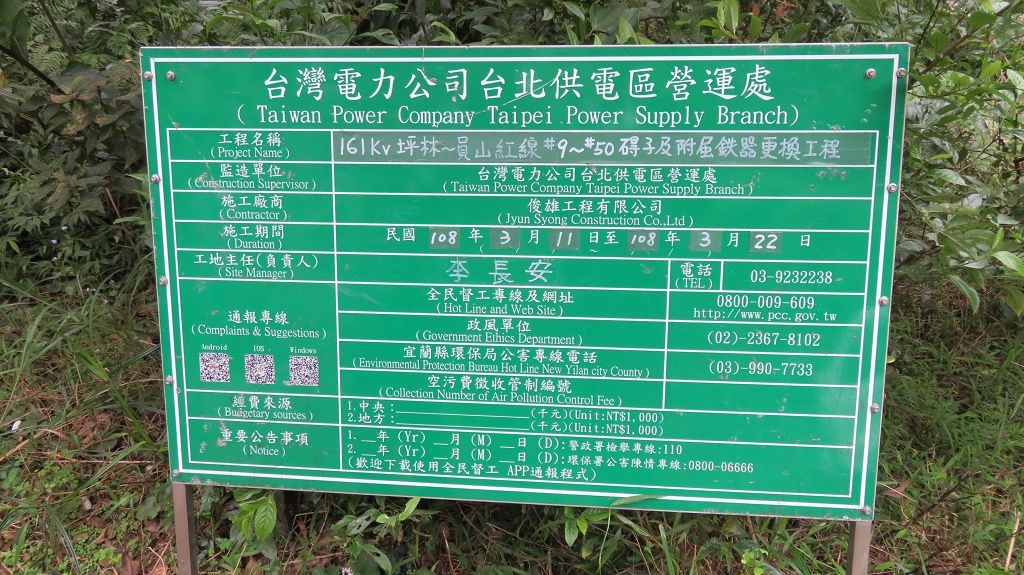 台灣電力公司台北供電區營運處
( Taiwan Power Company Taipei Power Supply Branch)
工程名稱
(Project Name)
161Kv 坪林~員山紅線#9~#50碍子及附屬鉄器更換工程
監造單位
(Construction Supervisor)
台灣電力公司台北供電區營運處
(Taiwan Power Company Taipei Power Supply Branch)
施工廠商
(Contractor)
俊雄工程有限公司
(Jyun Syong Construction Co.,Ltd)
施工期間
(Duration)
民國 108 年 3 月 11 日至 108 年 3 月 22 日
工地主任(負責人)
(Site Manager)
李長安
電話
(TEL)
03-9232238
通報專線
(Complaints & Suggestions)
Android IOS Windows
全民督工專線及網址
(Hot Line and Web Site)
0800-009-609
http://www.pcc.gov.tw
政風單位
(Government Ethics Department)
(02)-2367-8102
宜蘭縣環保局公害專線電話
(Environmental Protection Bureau Hot Line New Yilan city County)
(03)-990-7733
空污費徵收管制編號
(Collection Number of Air Pollution Control Fee)
經費來源
(Budgetary sources)
1.中央:____(千元)(Unit:NT$1,000)
2.地方:____(千元)(Unit:NT$1,000)
重要公告事項
(Notice)
1. __年 (Yr) __月 (M) __日 (D):警政署檢舉專線:110
2. __年 (Yr) __月 (M) __日 (D):環保署公害陳情專線:0800-06666
(歡迎下載使用全民督工 APP通報程式)